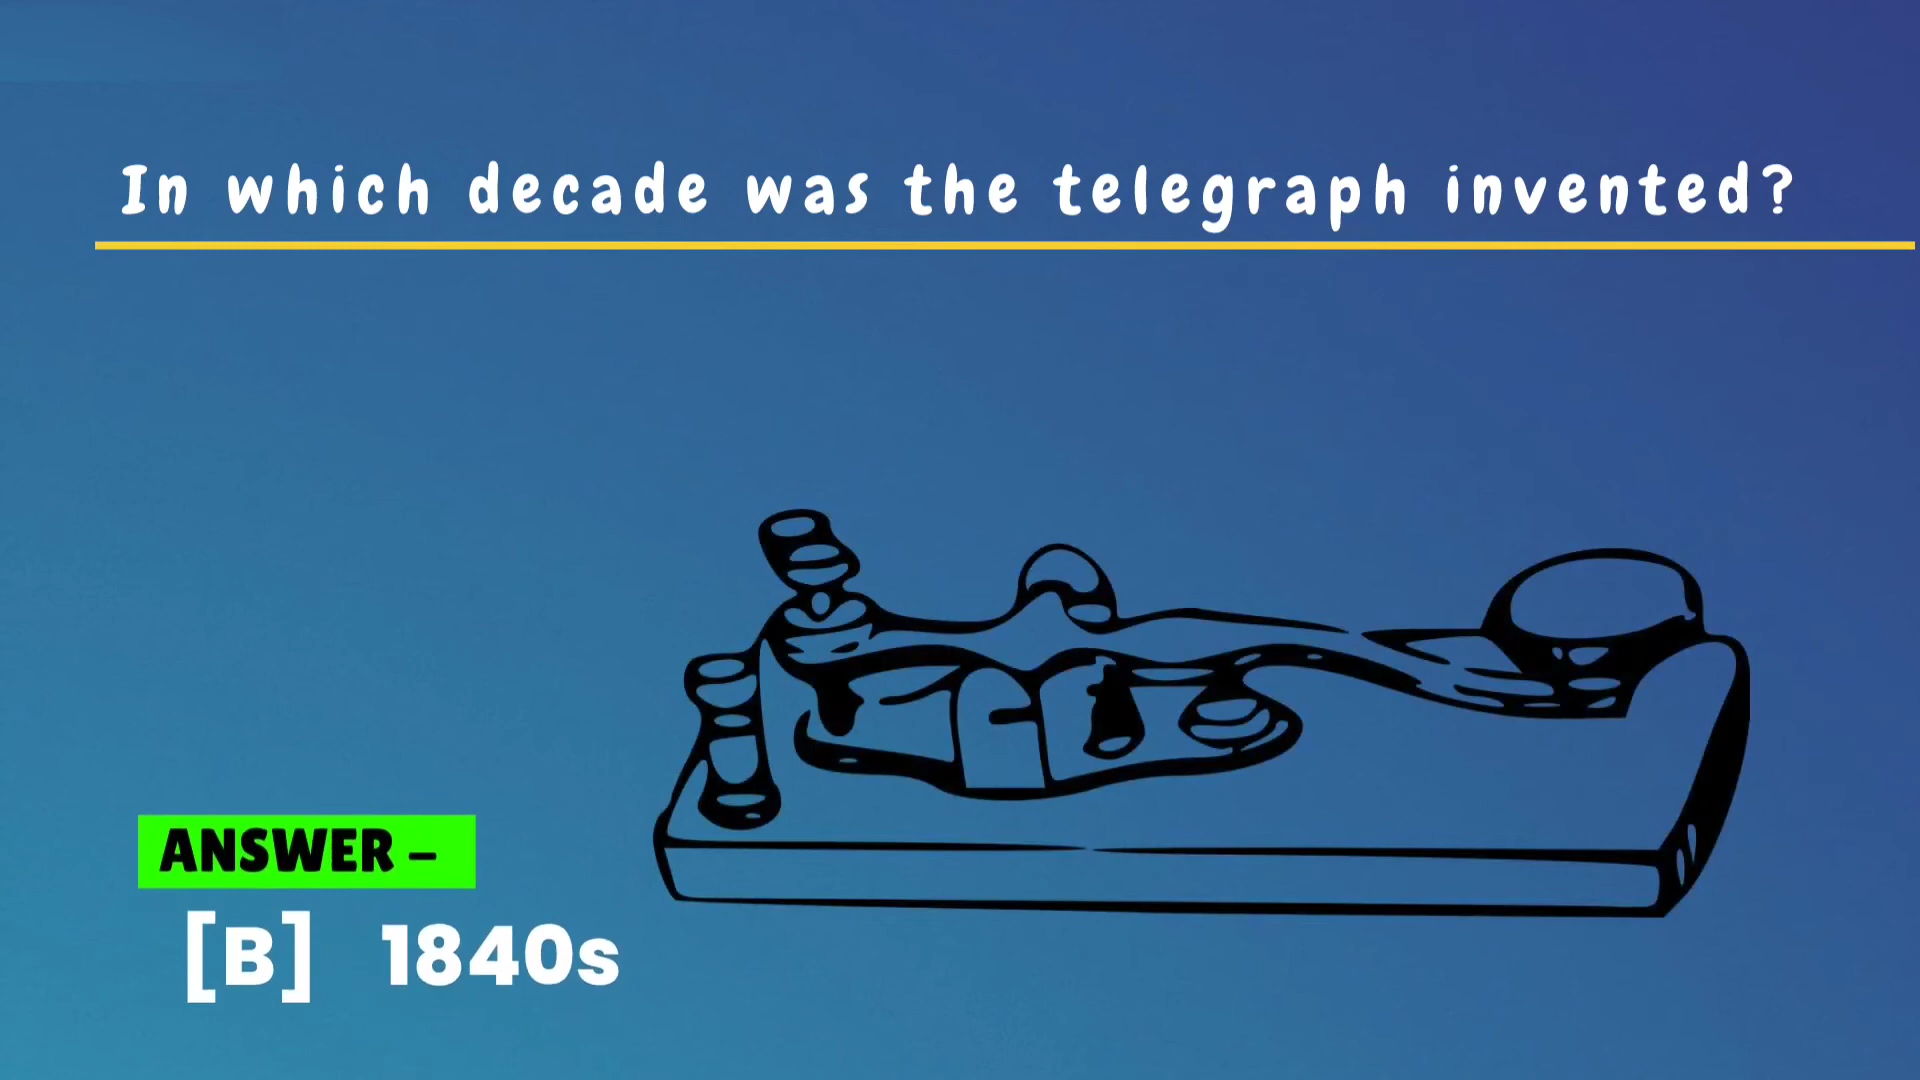 In which decade was the telegraph invented?
ANSWER –
[B] 1840s